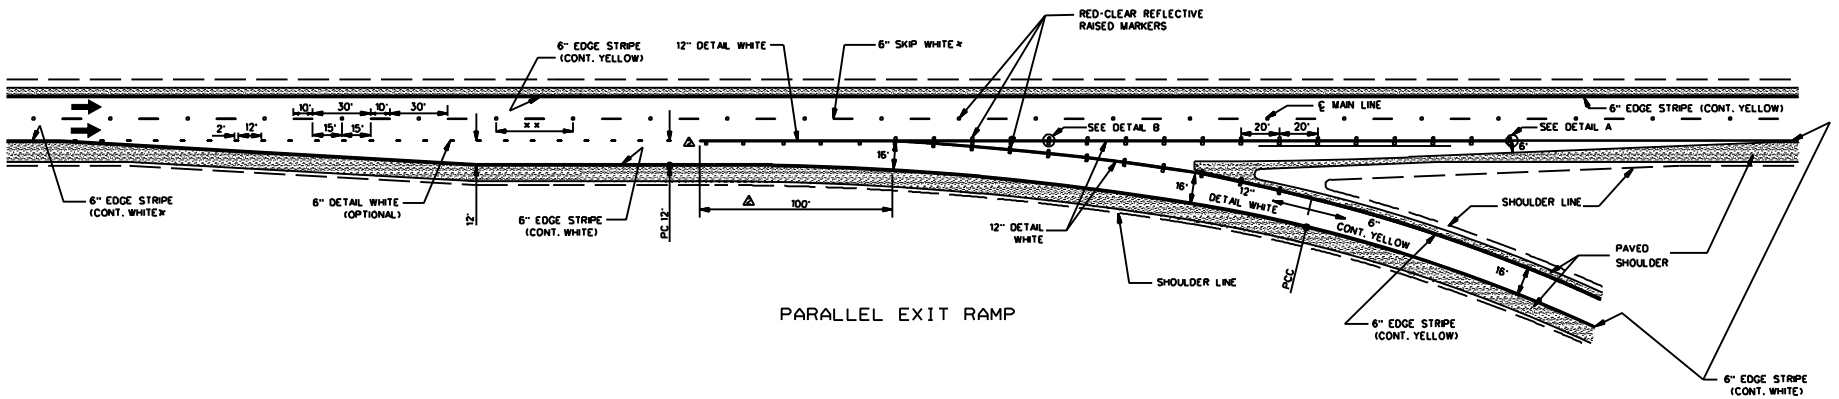 RED-CLEAR REFLECTIVE
RAISED MARKERS
6" EDGE STRIPE
(CONT. YELLOW)
12" DETAIL WHITE
6" SKIP WHITE*
10'
30'
10'
30'
℄ MAIN LINE
6" EDGE STRIPE (CONT. YELLOW)
2'
12'
15'
15'
* *
SEE DETAIL B
20'
20'
SEE DETAIL A
6'
16'
16'
12"
DETAIL WHITE
6" EDGE STRIPE
(CONT. WHITE*
6" DETAIL WHITE
(OPTIONAL)
12'
6" EDGE STRIPE
(CONT. WHITE)
PC 12'
2
2
100'
12" DETAIL
WHITE
6"
CONT. YELLOW
SHOULDER LINE
PAVED
SHOULDER
16'
SHOULDER LINE
PCC
PARALLEL EXIT RAMP
6" EDGE STRIPE
(CONT. YELLOW)
6" EDGE STRIPE
(CONT. WHITE)